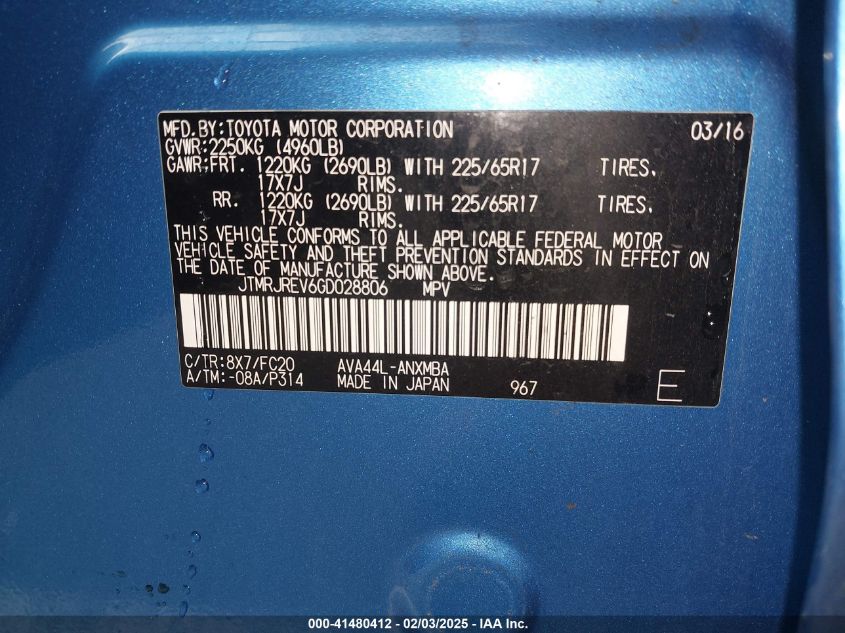 MFD.BY:TOYOTA MOTOR CORPORATION 03/16
GVWR:2250KG (4960LB)
GAWR:FRT. 1220KG (2690LB) WITH 225/65R17 TIRES.
17X7J RIMS.
RR. 1220KG (2690LB) WITH 225/65R17 TIRES.
17X7J RIMS.
THIS VEHICLE CONFORMS TO ALL APPLICABLE FEDERAL MOTOR
VEHICLE SAFETY AND THEFT PREVENTION STANDARDS IN EFFECT ON
THE DATE OF MANUFACTURE SHOWN ABOVE.
JTMRJREV6GD028806 MPV
C/TR:8X7/FC20 AVA44L-ANXMBA
A/TM:-08A/P314 MADE IN JAPAN 967 E
000-41480412 - 02/03/2025 - IAA Inc.